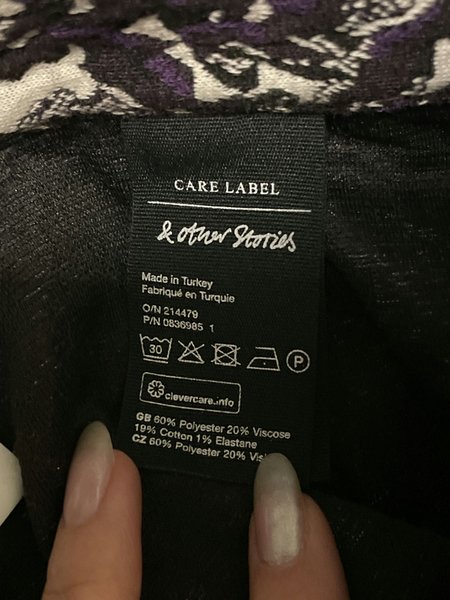 CARE LABEL
& other Stories
Made in Turkey
Fabriqué en Turquie
O/N 214479
P/N 0836985 1
30
P
clevercare.info
GB 60% Polyester 20% Viscose
19% Cotton 1% Elastane
CZ 60% Polyester 20%